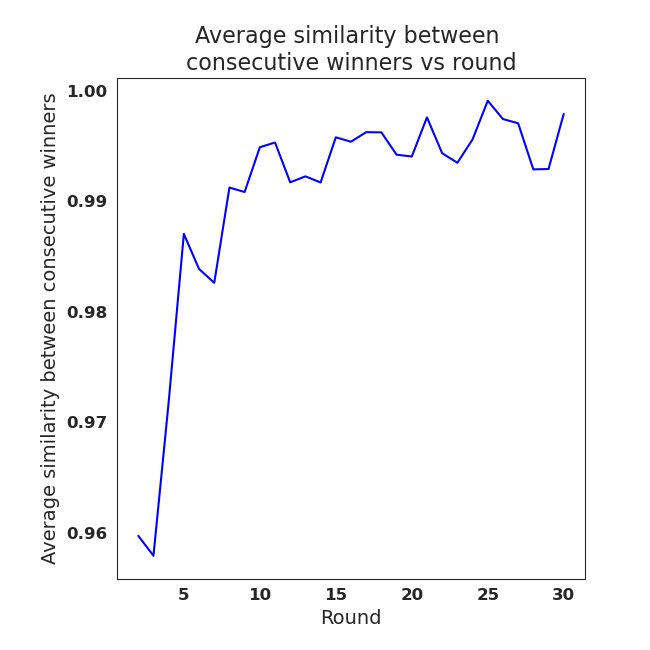 Average similarity between
consecutive winners vs round
Average similarity between consecutive winners
1.00
0.99
0.98
0.97
0.96
5 10 15 20 25 30
Round